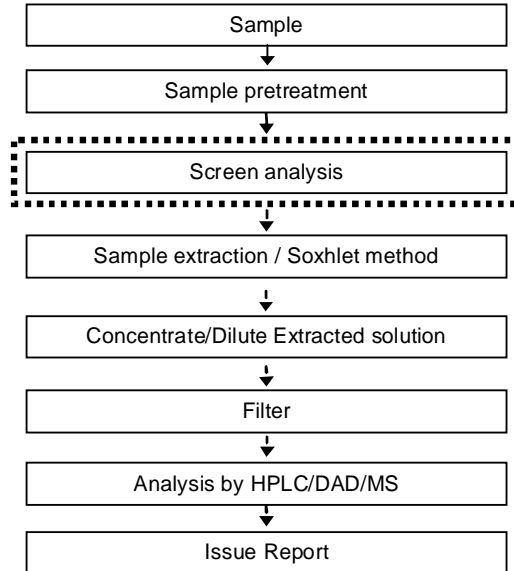 Sample
Sample pretreatment
Screen analysis
Sample extraction / Soxhlet method
Concentrate/Dilute Extracted solution
Filter
Analysis by HPLC/DAD/MS
Issue Report